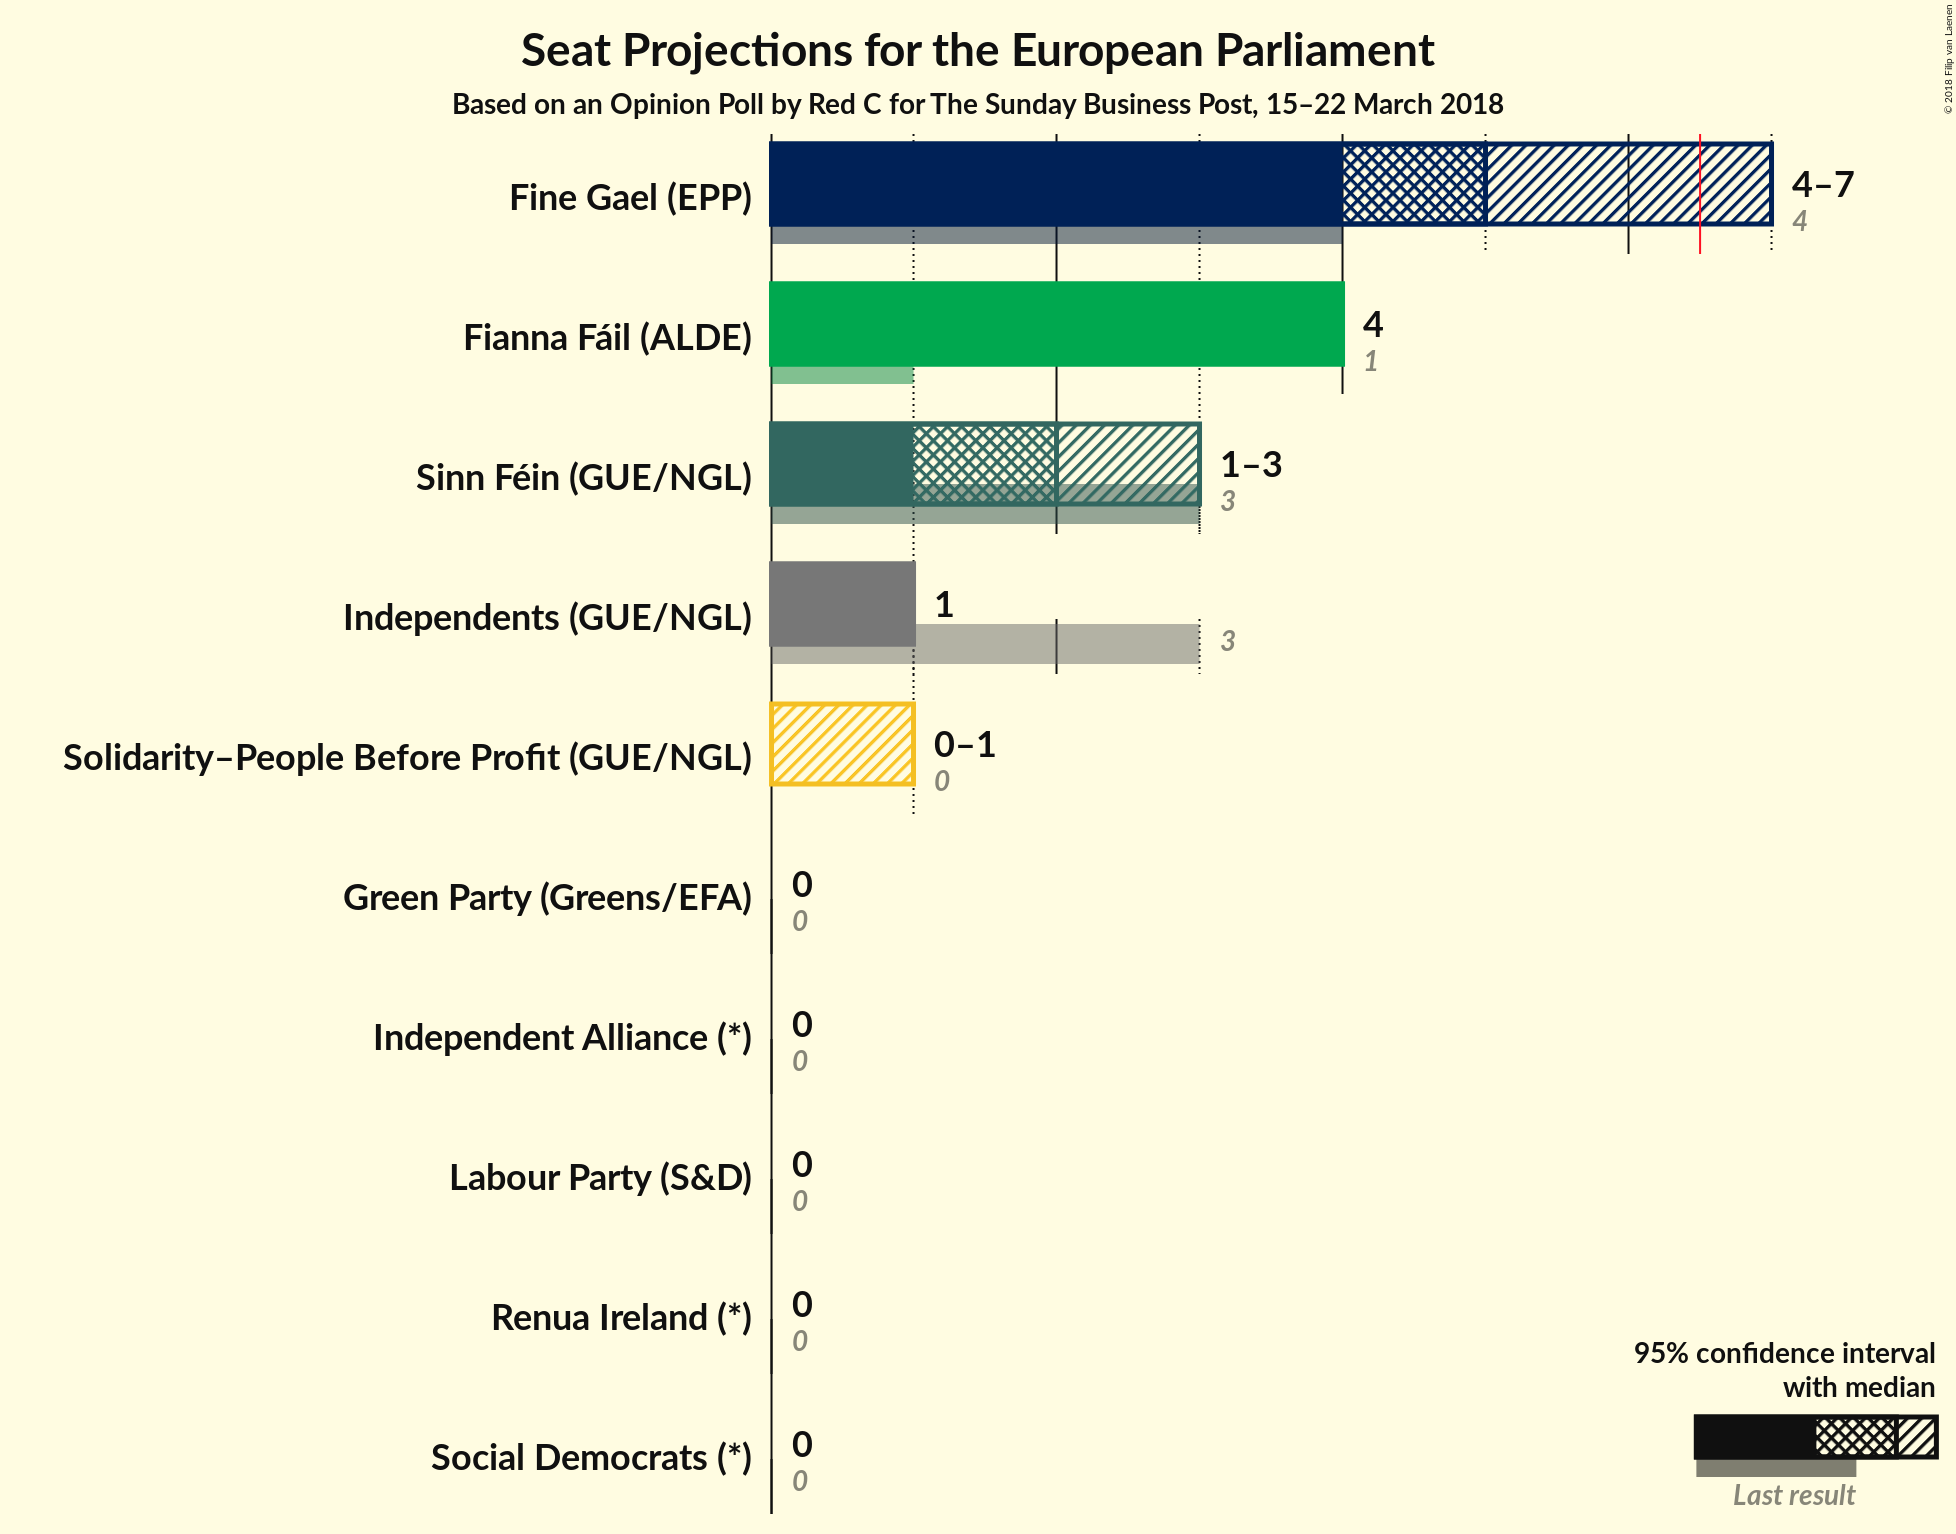 Seat Projections for the European Parliament
Based on an Opinion Poll by Red C for The Sunday Business Post, 15–22 March 2018
© 2018 Filip van Laenen
Fine Gael (EPP)
4–7
4
Fianna Fáil (ALDE)
4
1
Sinn Féin (GUE/NGL)
1–3
3
Independents (GUE/NGL)
1
3
Solidarity–People Before Profit (GUE/NGL)
0–1
0
Green Party (Greens/EFA)
0
0
Independent Alliance (*)
0
0
Labour Party (S&D)
0
0
Renua Ireland (*)
0
0
Social Democrats (*)
0
0
95% confidence interval
with median
Last result